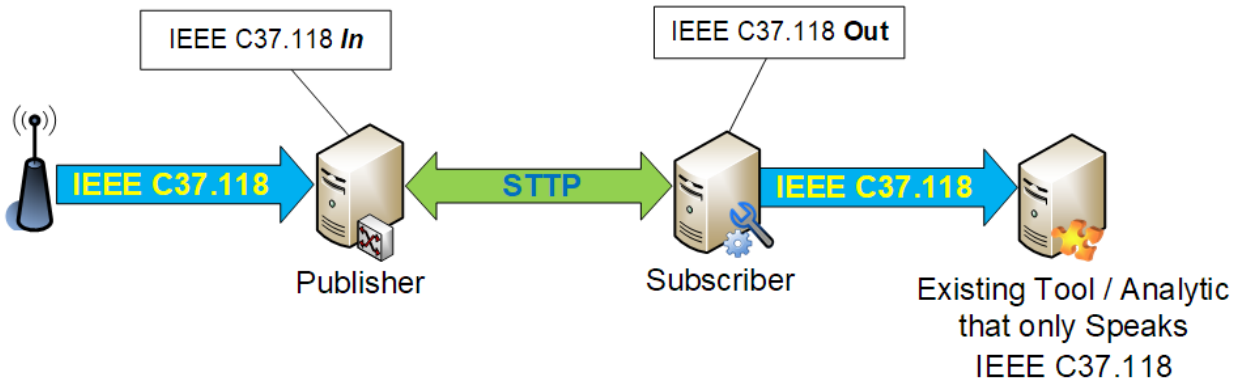 IEEE C37.118 In
IEEE C37.118 Out
IEEE C37.118
STTP
IEEE C37.118
Publisher
Subscriber
Existing Tool / Analytic
that only Speaks
IEEE C37.118